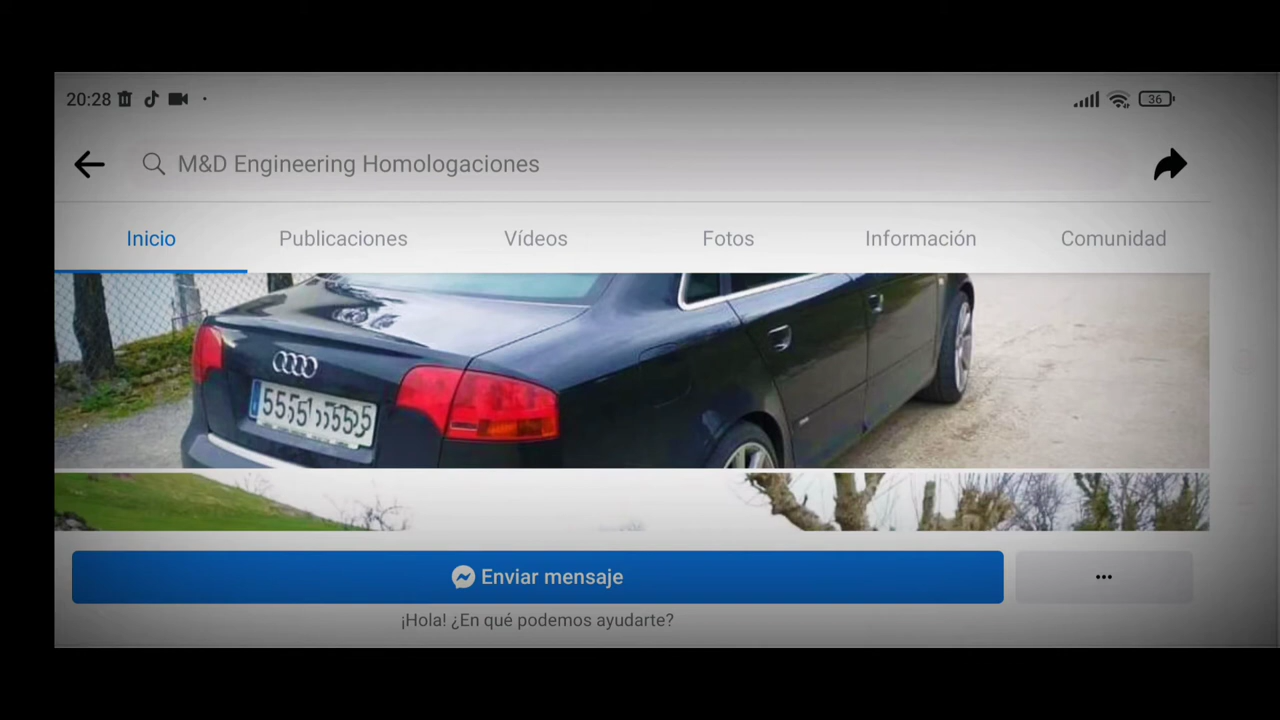 20:28
36
M&D Engineering Homologaciones
Inicio Publicaciones Vídeos Fotos Información Comunidad
Enviar mensaje
¡Hola! ¿En qué podemos ayudarte?